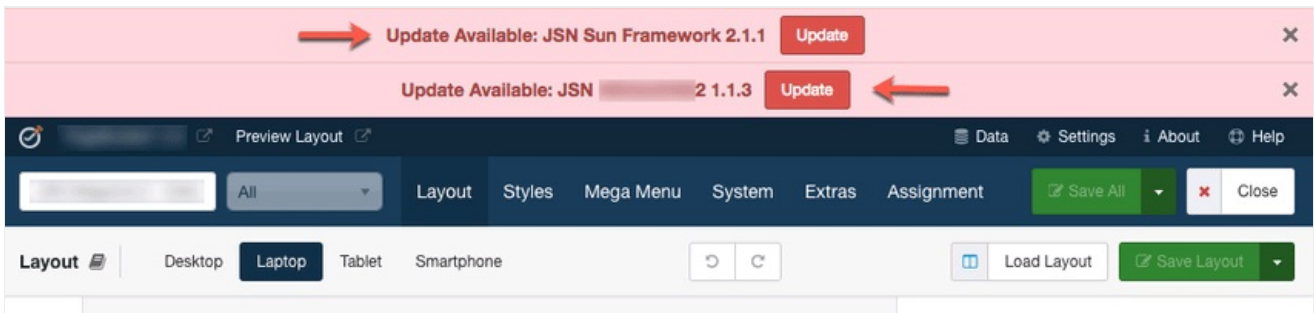 Update Available: JSN Sun Framework 2.1.1 Update
Update Available: JSN 2 1.1.3 Update
Preview Layout Data Settings About Help
All Layout Styles Mega Menu System Extras Assignment Save All Close
Layout Desktop Laptop Tablet Smartphone Load Layout Save Layout